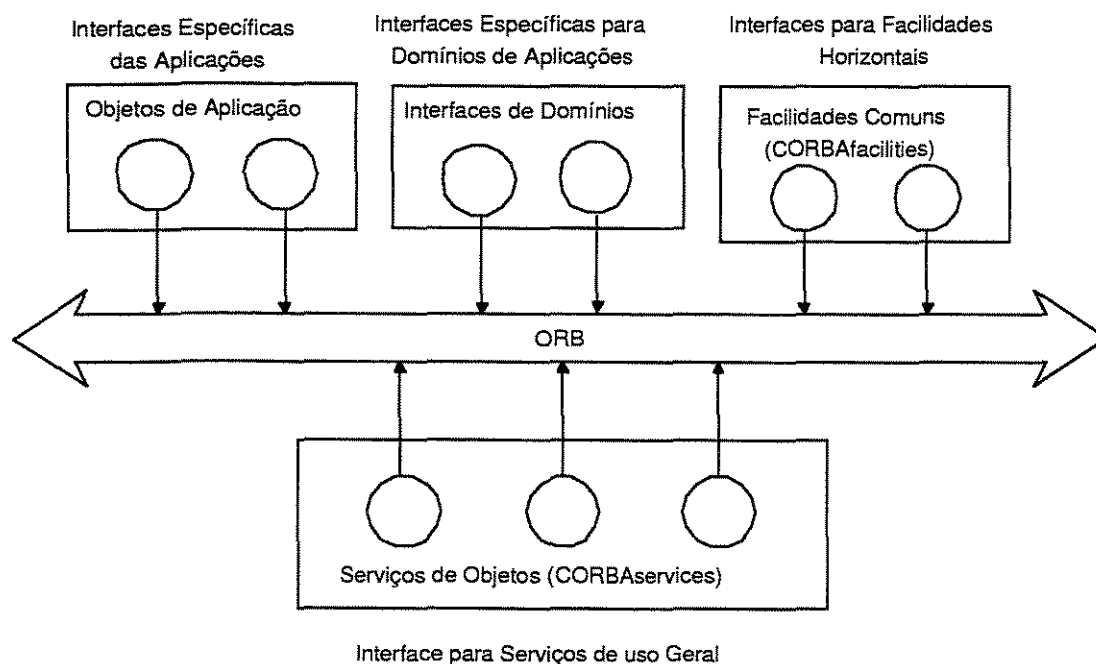 Interfaces Específicas
das Aplicações
Objetos de Aplicação
Interfaces Específicas para
Domínios de Aplicações
Interfaces de Domínios
Interfaces para Facilidades
Horizontais
Facilidades Comuns
(CORBAfacilities)
ORB
Serviços de Objetos (CORBAservices)
Interface para Serviços de uso Geral